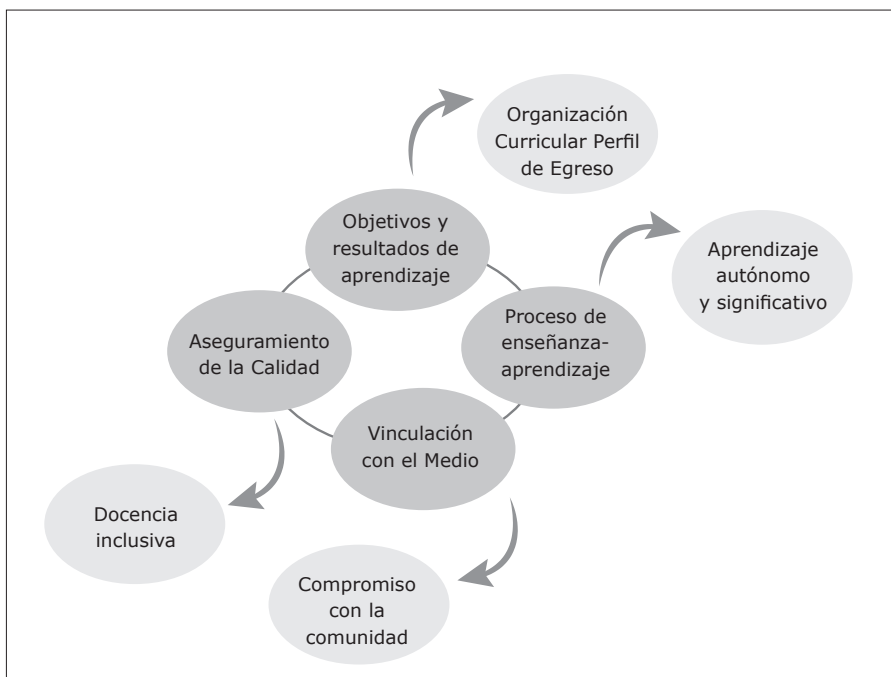 Organización
Curricular Perfil
de Egreso
Objetivos y
resultados de
aprendizaje
Aprendizaje
autónomo
y significativo
Proceso de
enseñanza-
aprendizaje
Aseguramiento
de la Calidad
Vinculación
con el Medio
Docencia
inclusiva
Compromiso
con la
comunidad